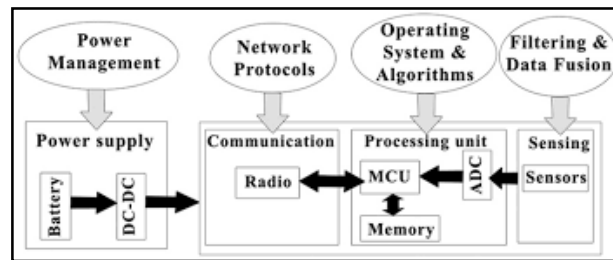 Power
Management
Network
Protocols
Operating
System &
Algorithms
Filtering &
Data Fusion
Power supply
Battery
DC-DC
Communication
Radio
Processing unit
MCU
ADC
Memory
Sensing
Sensors